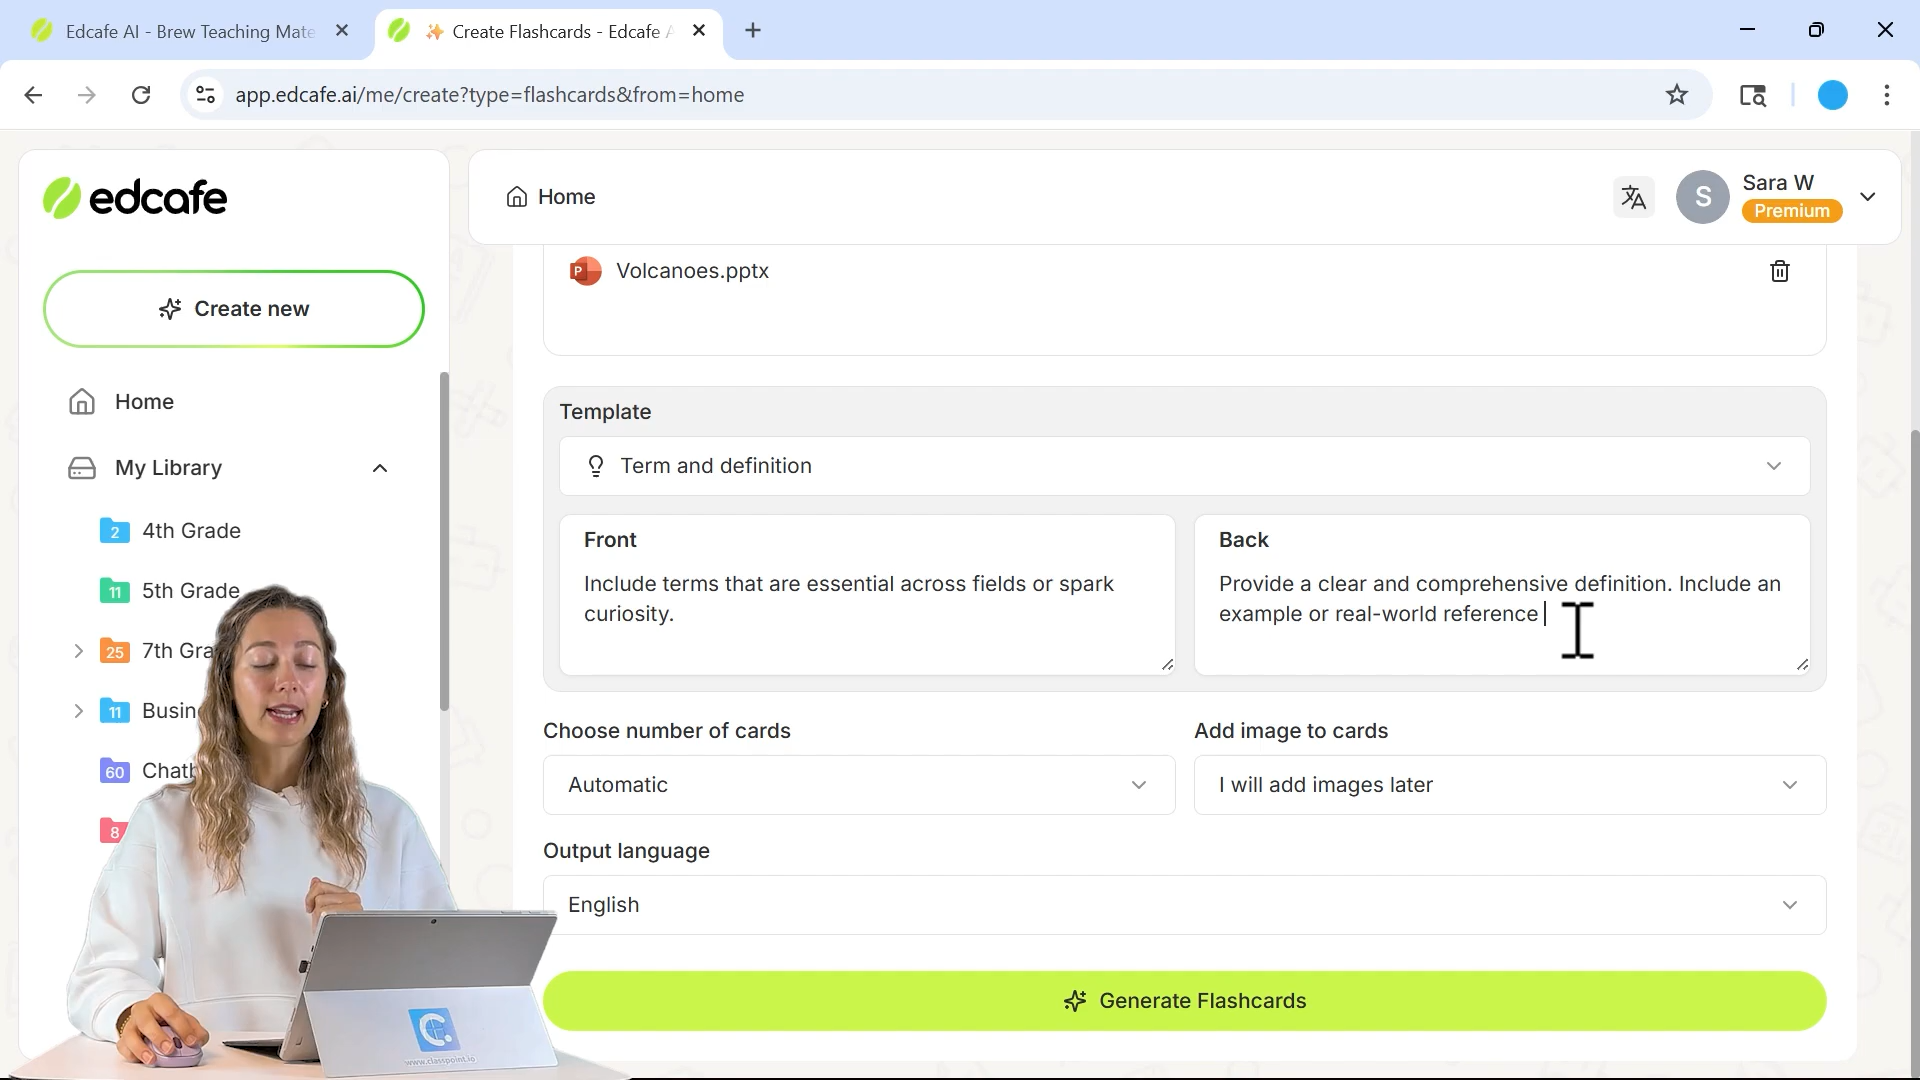 Edcafe AI - Brew Teaching Mate
✨ Create Flashcards - Edcafe A
app.edcafe.ai/me/create?type=flashcards&from=home
edcafe
Home
Sara W
S
Premium
Create new
P
Volcanoes.pptx
Home
My Library
2 4th Grade
11 5th Grade
25 7th Gra
11 Busin
60 Chatb
8
Template
Term and definition
Front
Include terms that are essential across fields or spark
curiosity.
Back
Provide a clear and comprehensive definition. Include an
example or real-world reference
Choose number of cards
Automatic
Add image to cards
I will add images later
Output language
English
Generate Flashcards
C
www.classpoint.io